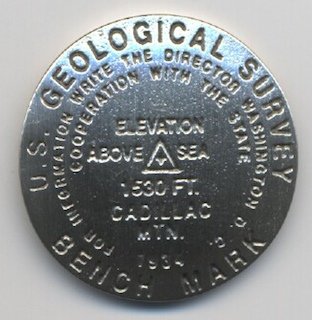 U.S. GEOLOGICAL SURVEY
FOR INFORMATION WRITE THE DIRECTOR WASHINGTON D.C.
COOPERATION WITH THE STATE
ELEVATION
ABOVE SEA
1530 FT.
CADILLAC
MTN.
1934
BENCH MARK